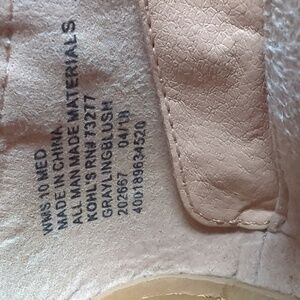 WMS 10 MED
MADE IN CHINA
ALL MAN MADE MATERIALS
KOHL'S RN# 73277
GRAYLINGBLUSH
202667 04/18
400189634520